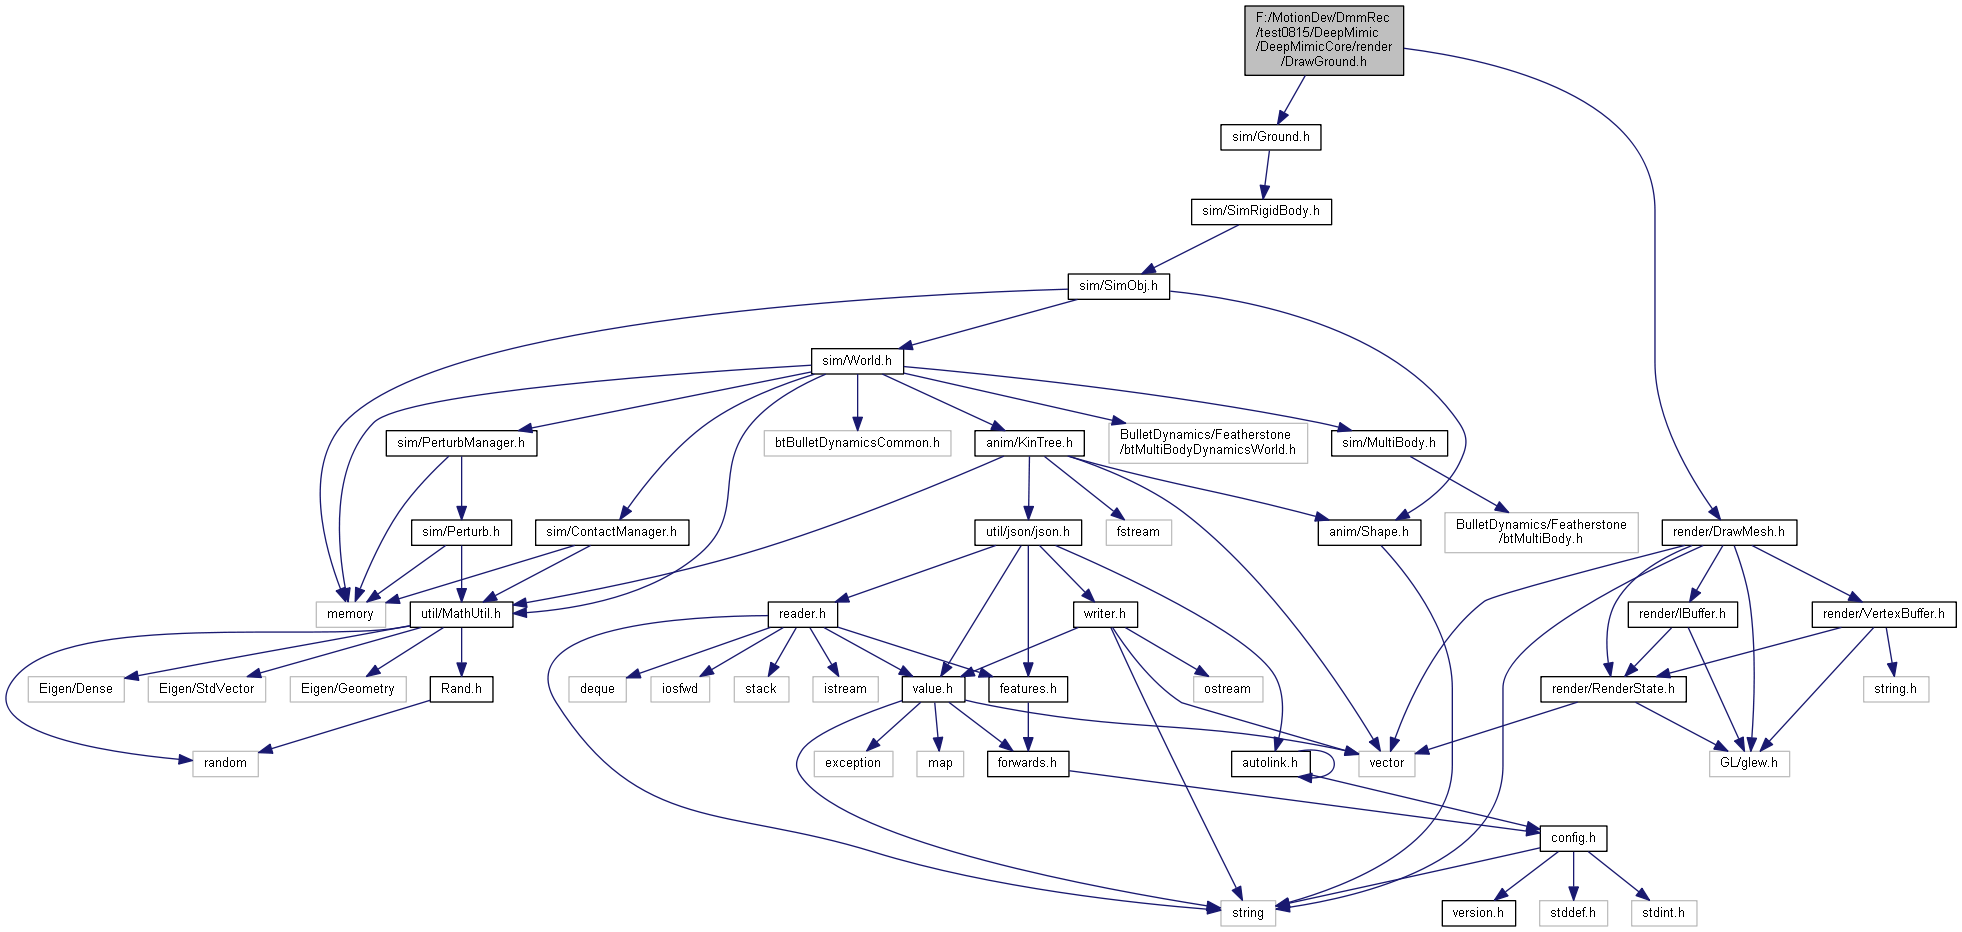 F:/MotionDev/DmmRec
/test0815/DeepMimic
/DeepMimicCore/render
/DrawGround.h
sim/Ground.h
sim/SimRigidBody.h
sim/SimObj.h
sim/World.h
sim/PerturbManager.h
btBulletDynamicsCommon.h
anim/KinTree.h
BulletDynamics/Featherstone
/btMultiBodyDynamicsWorld.h
sim/MultiBody.h
sim/Perturb.h
sim/ContactManager.h
util/json/json.h
fstream
anim/Shape.h
BulletDynamics/Featherstone
/btMultiBody.h
render/DrawMesh.h
memory
util/MathUtil.h
reader.h
writer.h
render/IBuffer.h
render/VertexBuffer.h
Eigen/Dense
Eigen/StdVector
Eigen/Geometry
Rand.h
deque
iosfwd
stack
istream
value.h
features.h
ostream
render/RenderState.h
string.h
random
exception
map
forwards.h
autolink.h
vector
GL/glew.h
config.h
string
version.h
stddef.h
stdint.h